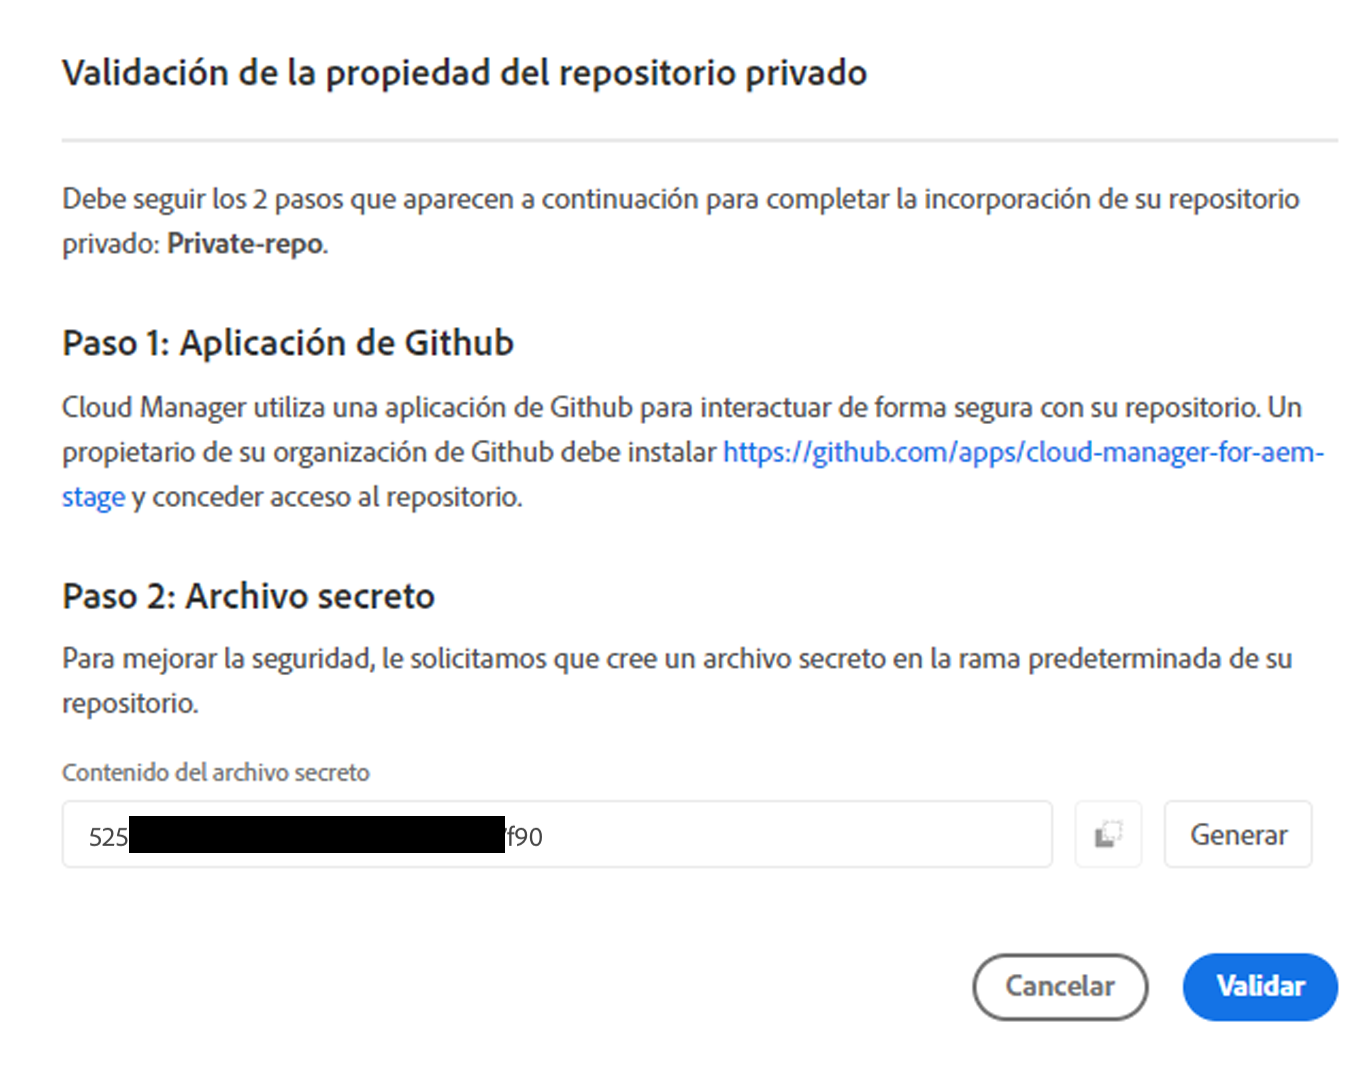 Validación de la propiedad del repositorio privado
Debe seguir los 2 pasos que aparecen a continuación para completar la incorporación de su repositorio
privado: Private-repo.
Paso 1: Aplicación de Github
Cloud Manager utiliza una aplicación de Github para interactuar de forma segura con su repositorio. Un
propietario de su organización de Github debe instalar https://github.com/apps/cloud-manager-for-aem-
stage y conceder acceso al repositorio.
Paso 2: Archivo secreto
Para mejorar la seguridad, le solicitamos que cree un archivo secreto en la rama predeterminada de su
repositorio.
Contenido del archivo secreto
525 f90
Generar
Cancelar
Validar